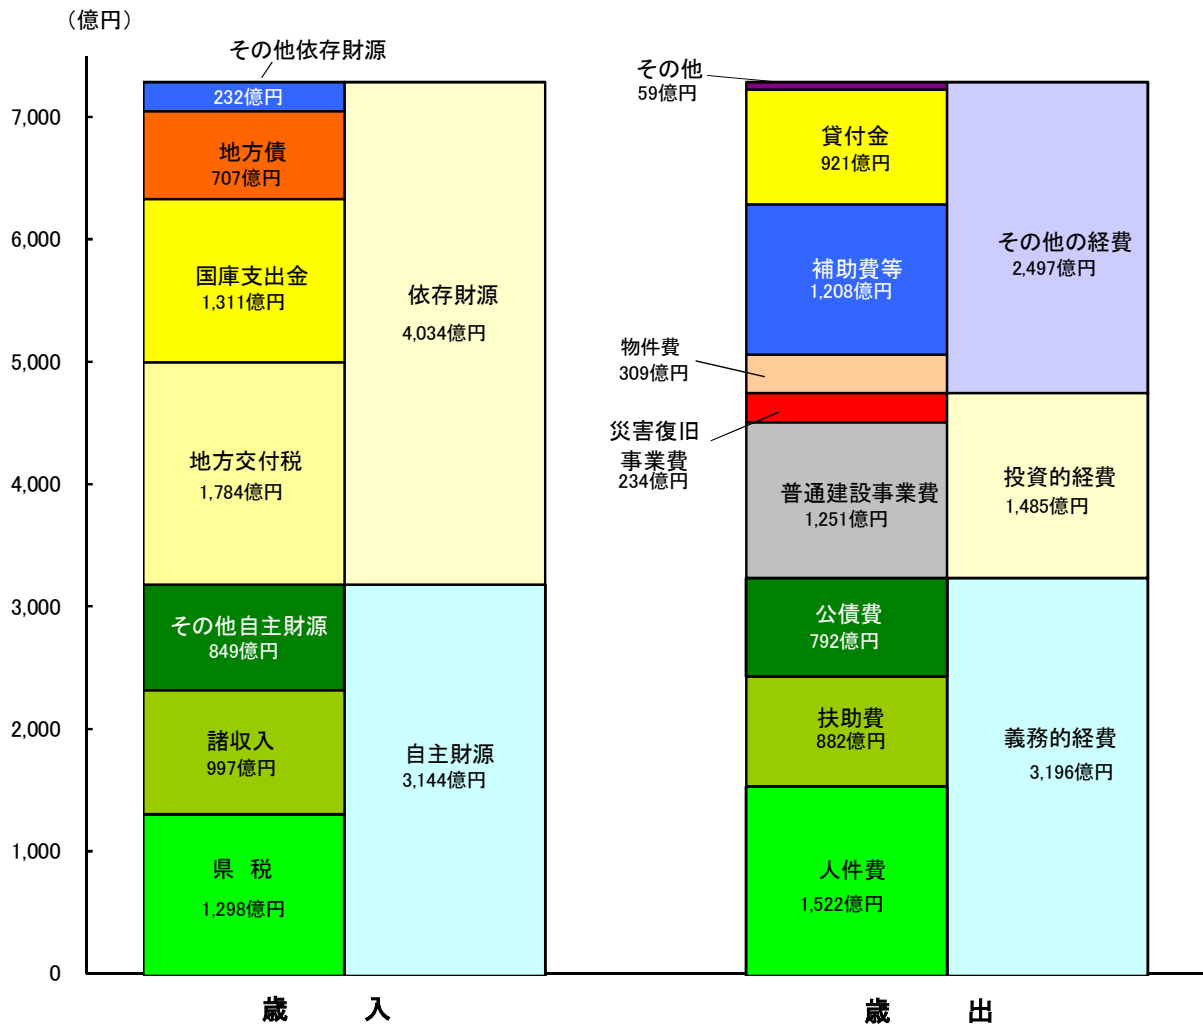 （億円）
その他依存財源
232億円
地方債
707億円
国庫支出金
1,311億円
地方交付税
1,784億円
その他自主財源
849億円
諸収入
997億円
県 税
1,298億円
依存財源
4,034億円
自主財源
3,144億円
その他
59億円
貸付金
921億円
補助費等
1,208億円
物件費
309億円
災害復旧
事業費
234億円
普通建設事業費
1,251億円
公債費
792億円
扶助費
882億円
人件費
1,522億円
その他の経費
2,497億円
投資的経費
1,485億円
義務的経費
3,196億円
7,000
6,000
5,000
4,000
3,000
2,000
1,000
0
歳 入
歳 出